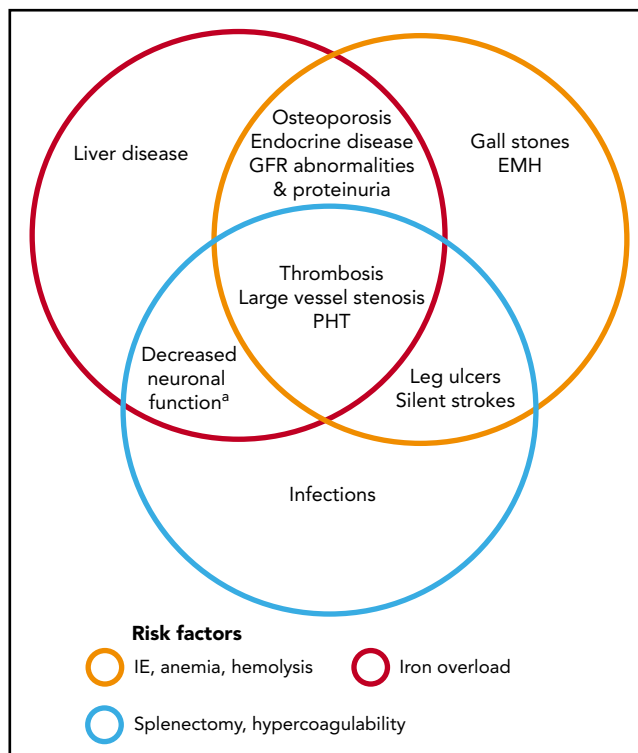 Osteoporosis
Endocrine disease
GFR abnormalities
& proteinuria
Liver disease
Gall stones
EMH
Thrombosis
Large vessel stenosis
PHT
Decreased
neuronal
functionᵃ
Leg ulcers
Silent strokes
Infections
Risk factors
IE, anemia, hemolysis
Iron overload
Splenectomy, hypercoagulability